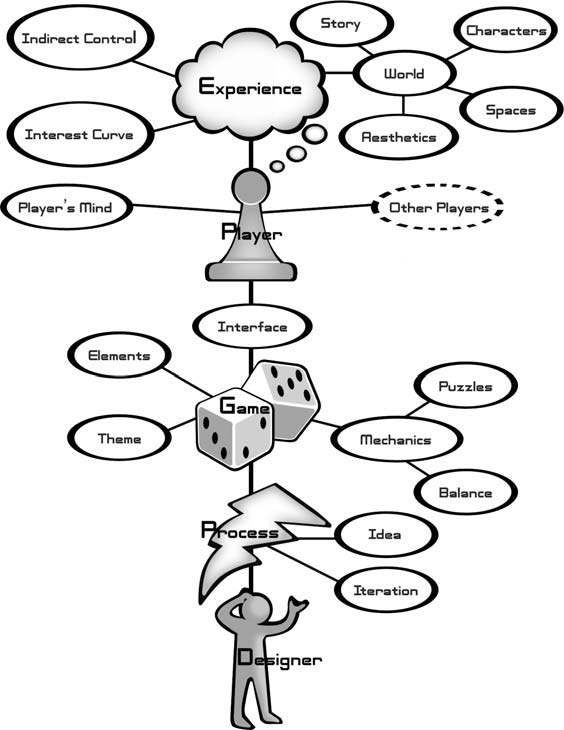 Story
Characters
Indirect Control
World
Experience
Spaces
Interest Curve
Aesthetics
Player's Mind
Other Players
Player
Interface
Elements
Puzzles
Game
Theme
Mechanics
Balance
Process
Idea
Iteration
Designer